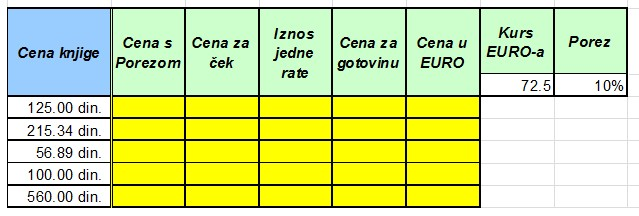 Cena knjige
Cena s
Porezom
Cena za
ček
Iznos
jedne
rate
Cena za
gotovinu
Cena u
EURO
Kurs
EURO-a
Porez
72.5
10%
125.00 din.
215.34 din.
56.89 din.
100.00 din.
560.00 din.